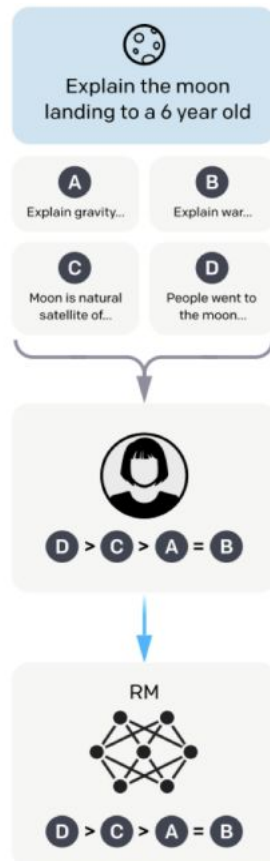 Explain the moon
landing to a 6 year old
A
B
Explain gravity...
Explain war...
C
D
Moon is natural
satellite of...
People went to
the moon...
D > C > A = B
RM
D > C > A = B